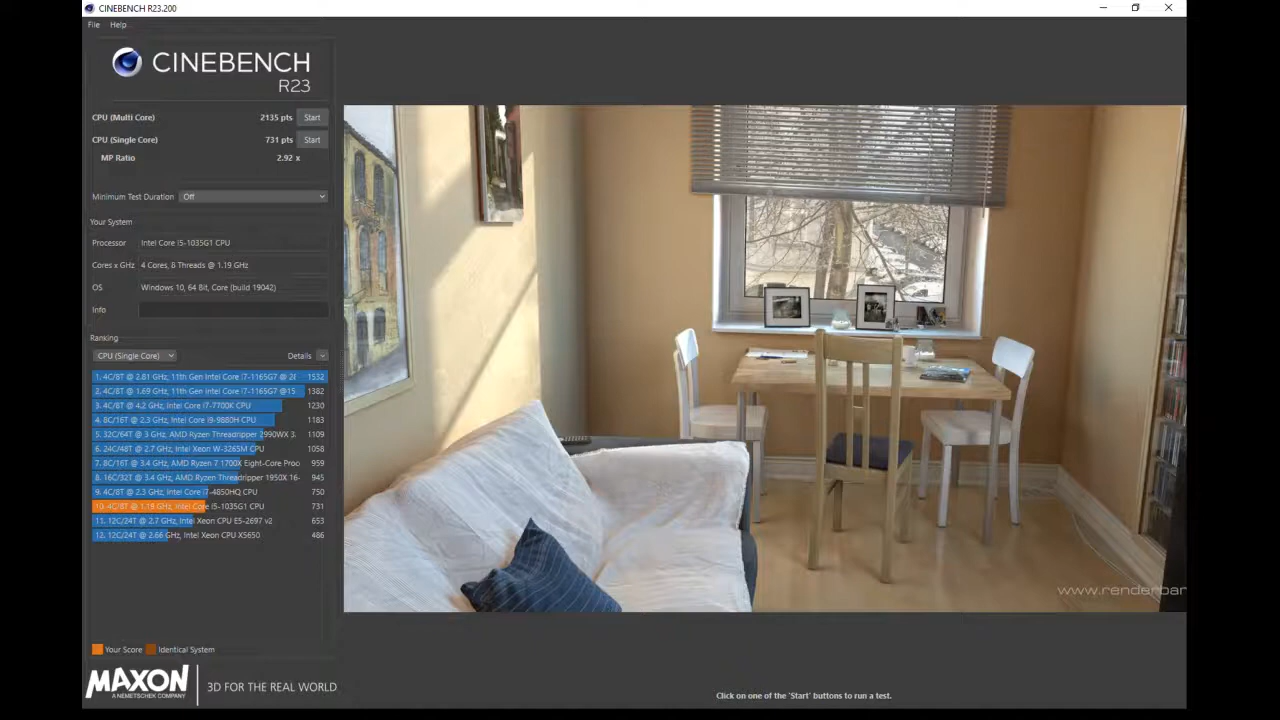 CINEBENCH R23.200
File Help
CINEBENCH
R23
CPU (Multi Core) 2135 pts Start
CPU (Single Core) 731 pts Start
MP Ratio 2.92 x
Minimum Test Duration Off
Your System
Processor Intel Core i5-1035G1 CPU
Cores x GHz 4 Cores, 8 Threads @ 1.19 GHz
OS Windows 10, 64 Bit, Core (build 19042)
Info
Ranking
CPU (Single Core) Details
1. 4C/8T @ 2.81 GHz, 11th Gen Intel Core i7-1165G7 @ 28 1532
2. 4C/8T @ 1.69 GHz, 11th Gen Intel Core i7-1165G7 @15 1382
3. 4C/8T @ 4.2 GHz, Intel Core i7-7700K CPU 1230
4. 8C/16T @ 2.3 GHz, Intel Core i9-9880H CPU 1183
5. 32C/64T @ 3 GHz, AMD Ryzen Threadripper 2990WX 3. 1109
6. 24C/48T @ 2.7 GHz, Intel Xeon W-3265M CPU 1058
7. 8C/16T @ 3.4 GHz, AMD Ryzen 7 1700X Eight-Core Proc 959
8. 16C/32T @ 3.4 GHz, AMD Ryzen Threadripper 1950X 16- 945
9. 4C/8T @ 2.3 GHz, Intel Core i7-4850HQ CPU 750
10. 4C/8T @ 1.19 GHz, Intel Core i5-1035G1 CPU 731
11. 12C/24T @ 2.7 GHz, Intel Xeon CPU E5-2697 v2 653
12. 12C/24T @ 2.66 GHz, Intel Xeon CPU X5650 486
www.renderbar
Your Score Identical System
MAXON
A NEMETSCHEK COMPANY
3D FOR THE REAL WORLD
Click on one of the 'Start' buttons to run a test.